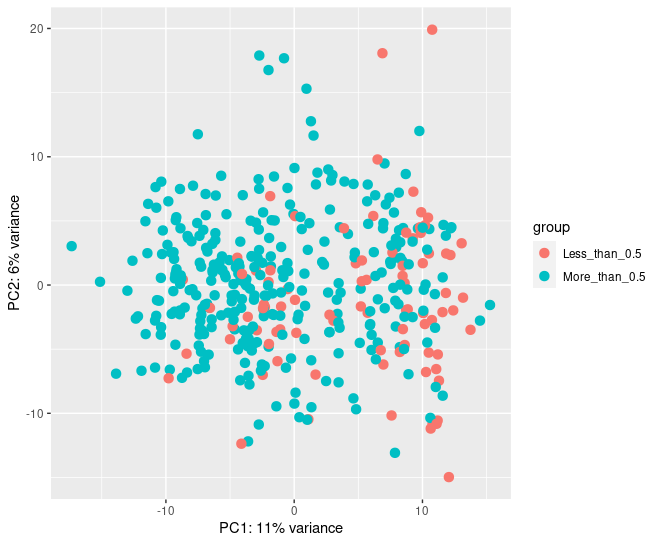 20
10
0
-10
PC2: 6% variance
-10
0
10
PC1: 11% variance
group
Less_than_0.5
More_than_0.5